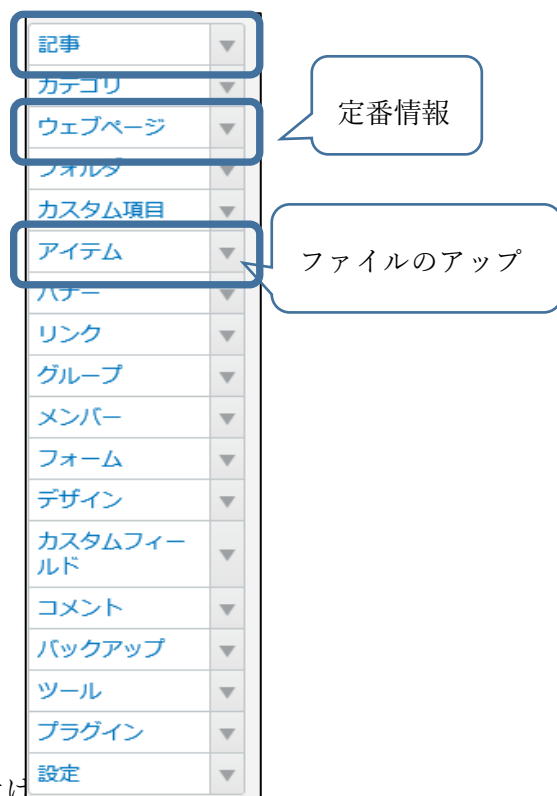 記事
カテゴリ
ウェブページ
定番情報
フォルダ
カスタム項目
アイテム
ファイルのアップ
バナー
リンク
グループ
メンバー
フォーム
デザイン
カスタムフィー
ルド
コメント
バックアップ
ツール
プラグイン
設定